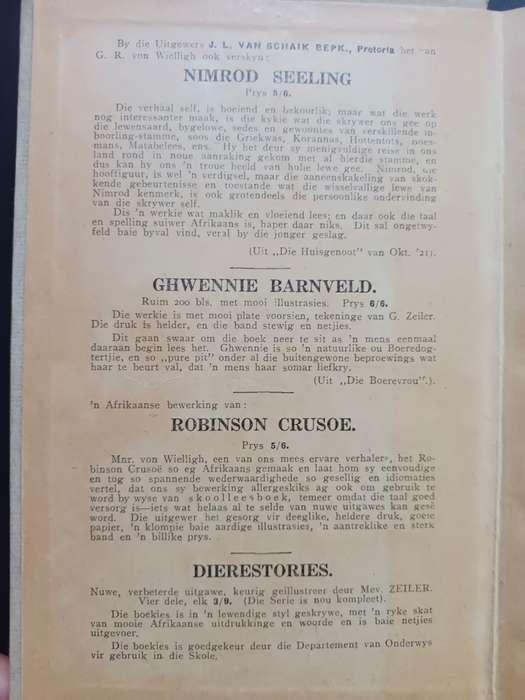 By die Uitgewers J. L. VAN SCHAIK BEPK., Pretoria het van
G. R. von Wielligh ook verskyn:
NIMROD SEELING
Prys 5/6.
Die verhaal self, is boeiend en bekoorlik; maar wat die werk
nog interessanter maak, is die kykie wat die skrywer ons gee op
die lewensaard, bygelowe, sedes en gewoontes van verskillende in-
boorling-stamme, soos die Griekwas, Korannas, Hottentots,
mans, Matabelees, ens. Hy het deur sy menigvuldige reise in ons
land rond in noue aanraking gekom met al hierdie stamme, en
dus kan hy ons 'n troue beeld van hulie lewe gee. Nimrod, die
hooffiguur, is wel 'n verdigsel, maar die aaneenskakeling van skok-
kende gebeurtenisse en toestande wat die wisselvallige lewe van
Nimrod kenmerk, is ook grotendeels die persoonlike ondervinding
van die skrywer self.
Dis 'n werkie wat maklik en vloeiend lees; en daar ook die taal
en spelling suiwer Afrikaans is, haper daar niks. Dit sal ongetwy-
feld baie byval vind, veral by die jonger geslag.
(Uit „Die Huisgenoot" van Okt. '21).
GHWENNIE BARNVELD.
Ruim 200 bls. met mooi illustrasies. Prys 6/6.
Die werkie is met mooi plate voorsien, tekeninge van G. Zeiler.
Die druk is helder, en die band stewig en netjies.
Dit gaan swaar om die boek neer te sit as 'n mens eenmaal
daaraan begin lees het. Ghwennie is so 'n natuurlike ou Boeredog-
tertjie, en so „pure pit" onder al die buitengewone beproewings wat
haar te beurt val, dat 'n mens haar somar liefkry.
(Uit „Die Boerevrou".).
'n Afrikaanse bewerking van:
ROBINSON CRUSOE.
Prys 5/6.
Mnr. von Wielligh, een van ons mees ervare verhalers, het Ro-
binson Crusoë so eg Afrikaans gemaak en laat hom sy eenvoudige
en tog so spannende wederwaardighede so gesellig en idiomaties
vertel, dat ons sy bewerking allergeskiks ag ook om gebruik te
word by wyse van skoolleesboek, temeer omdat die taal goed
versorg is—iets wat helaas al te selde van nuwe uitgawes kan gesê
word. Die uitgewer het gesorg vir deeglike, heldere druk, goeie
papier, 'n klompie baie aardige illustrasies, 'n aantreklike en sterk
band en 'n billike prys.
DIERESTORIES.
Nuwe, verbeterde uitgawe, keurig geïllustreer deur Mev. ZEILER.
Vier dele, elk 3/9. (Die Serie is nou kompleet).
Die boekies is in 'n lewendige styl geskrywe, met 'n ryke skat
van mooie Afrikaanse uitdrukkinge en woorde en is baie netjies
uitgevoer.
Die boekies is goedgekeur deur die Departement van Onderwys
vir gebruik in die Skole.